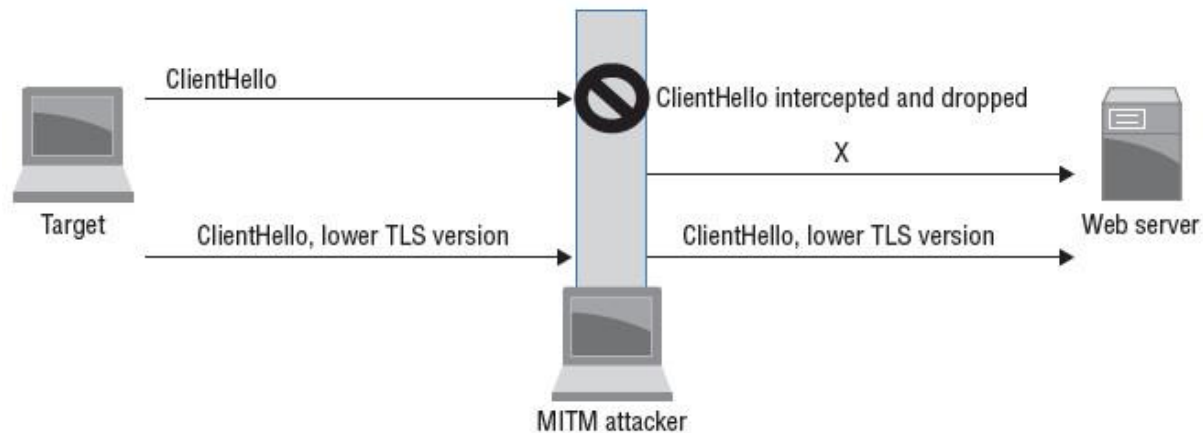 ClientHello
ClientHello intercepted and dropped
X
Target
Web server
ClientHello, lower TLS version
ClientHello, lower TLS version
MITM attacker